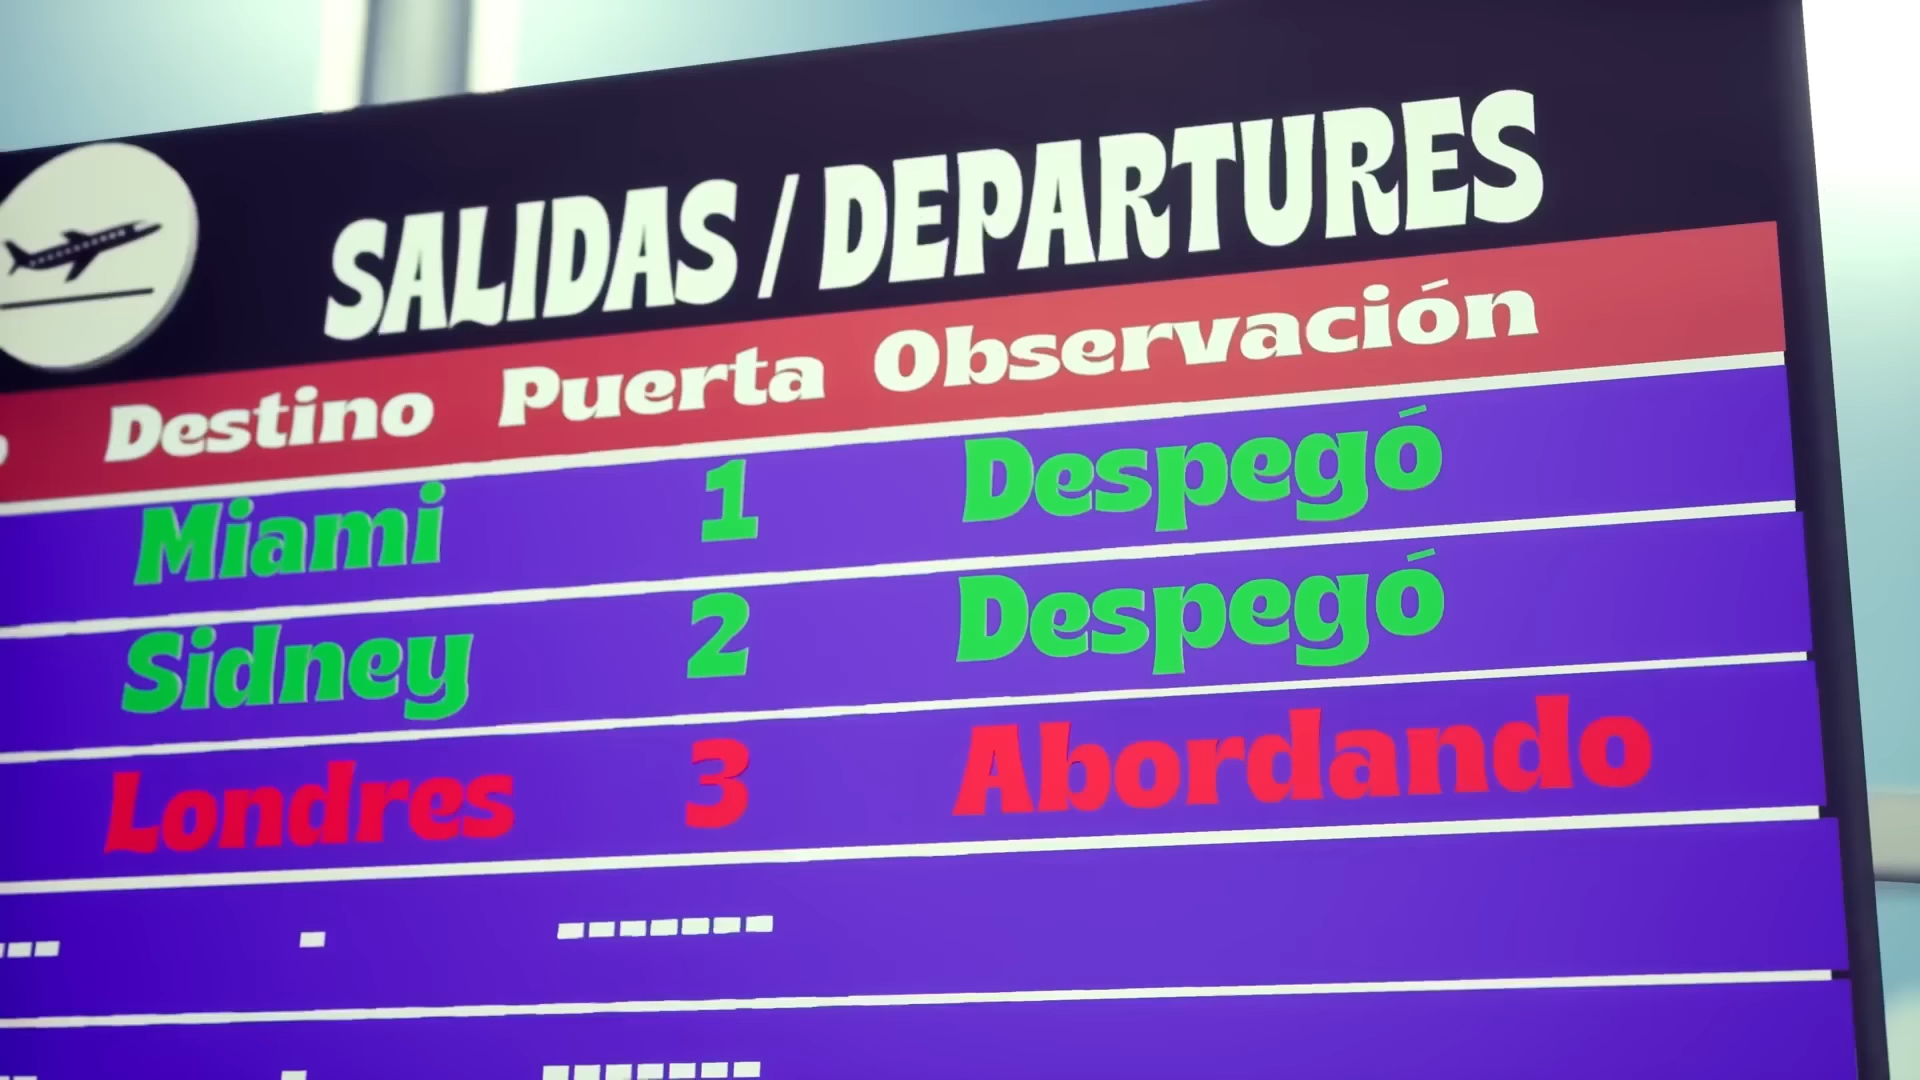 SALIDAS / DEPARTURES
Destino Puerta Observación
Miami 1 Despegó
Sidney 2 Despegó
Londres 3 Abordando
--- - -------
-------